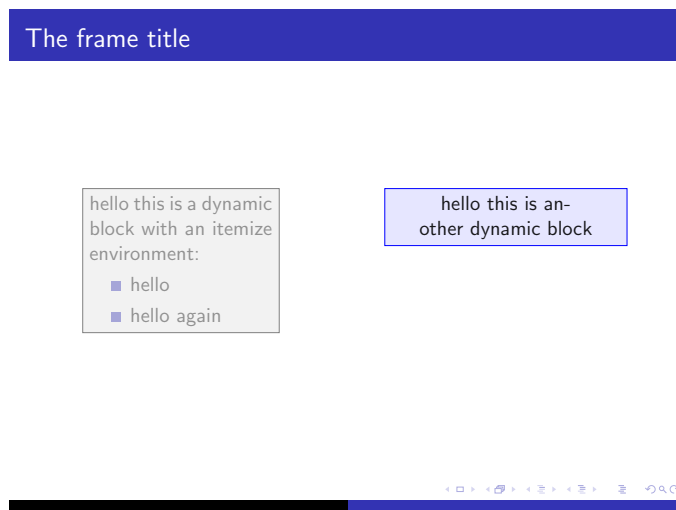 The frame title
hello this is a dynamic
block with an itemize
environment:
hello
hello again
hello this is an-
other dynamic block